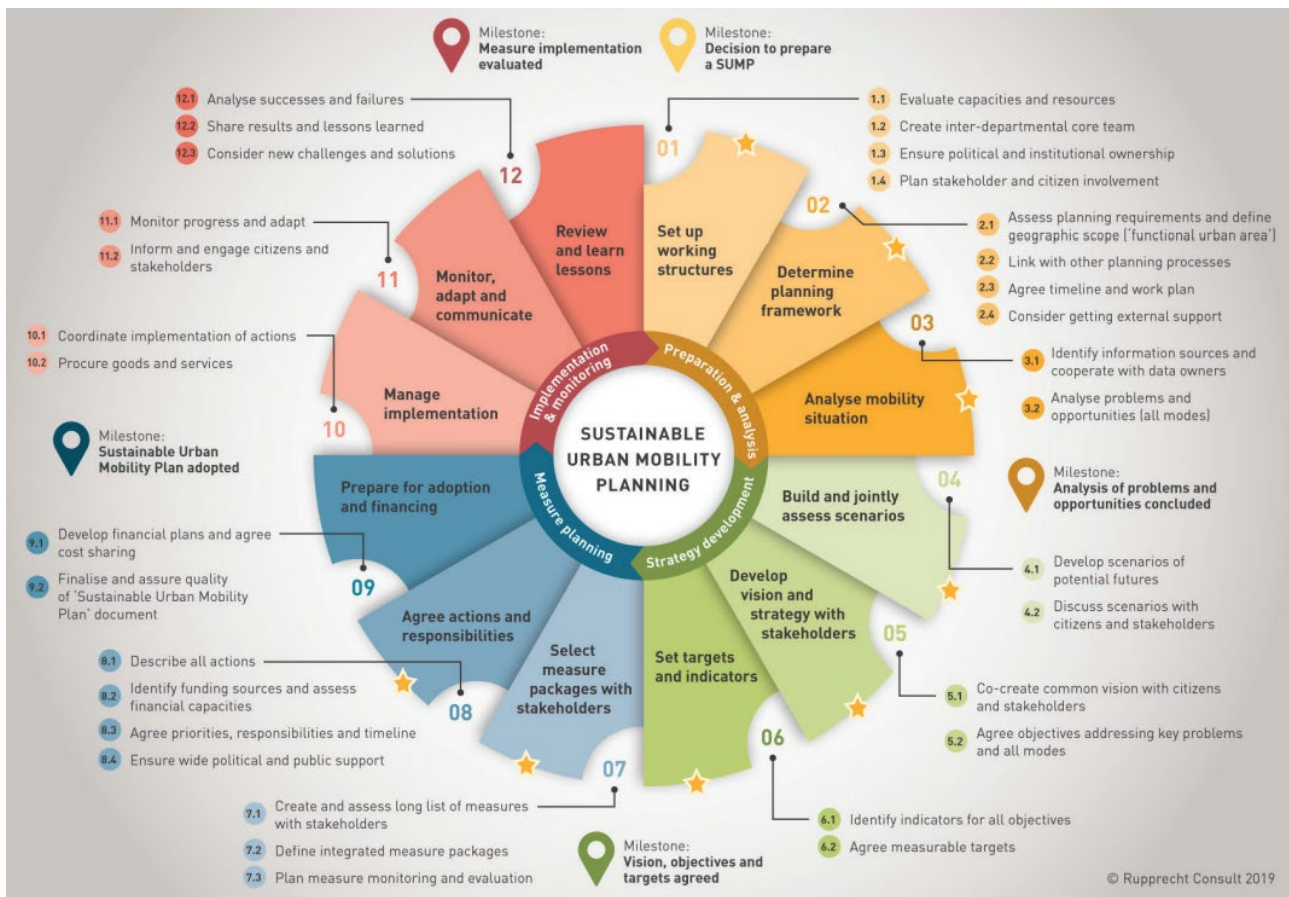 Milestone:
Measure implementation
evaluated
Milestone:
Decision to prepare
a SUMP
12.1 Analyse successes and failures
12.2 Share results and lessons learned
12.3 Consider new challenges and solutions
1.1 Evaluate capacities and resources
1.2 Create inter-departmental core team
1.3 Ensure political and institutional ownership
1.4 Plan stakeholder and citizen involvement
11.1 Monitor progress and adapt
11.2 Inform and engage citizens and
stakeholders
2.1 Assess planning requirements and define
geographic scope ('functional urban area')
2.2 Link with other planning processes
2.3 Agree timeline and work plan
2.4 Consider getting external support
10.1 Coordinate implementation of actions
10.2 Procure goods and services
3.1 Identify information sources and
cooperate with data owners
3.2 Analyse problems and
opportunities (all modes)
01
Set up
working
structures
02
Determine
planning
framework
03
Analyse mobility
situation
04
Build and jointly
assess scenarios
05
Develop
vision and
strategy with
stakeholders
06
Set targets
and indicators
07
Select
measure
packages with
stakeholders
08
Agree actions and
responsibilities
09
Prepare for adoption
and financing
10
Manage
implementation
11
Monitor,
adapt and
communicate
12
Review
and learn
lessons
Preparation & analysis
Strategy development
Measure planning
Implementation
& monitoring
SUSTAINABLE
URBAN MOBILITY
PLANNING
Milestone:
Sustainable Urban
Mobility Plan adopted
Milestone:
Analysis of problems and
opportunities concluded
9.1 Develop financial plans and agree
cost sharing
9.2 Finalise and assure quality
of 'Sustainable Urban Mobility
Plan' document
4.1 Develop scenarios of
potential futures
4.2 Discuss scenarios with
citizens and stakeholders
8.1 Describe all actions
8.2 Identify funding sources and assess
financial capacities
8.3 Agree priorities, responsibilities and timeline
8.4 Ensure wide political and public support
5.1 Co-create common vision with citizens
and stakeholders
5.2 Agree objectives addressing key problems
and all modes
7.1 Create and assess long list of measures
with stakeholders
7.2 Define integrated measure packages
7.3 Plan measure monitoring and evaluation
Milestone:
Vision, objectives and
targets agreed
6.1 Identify indicators for all objectives
6.2 Agree measurable targets
© Rupprecht Consult 2019